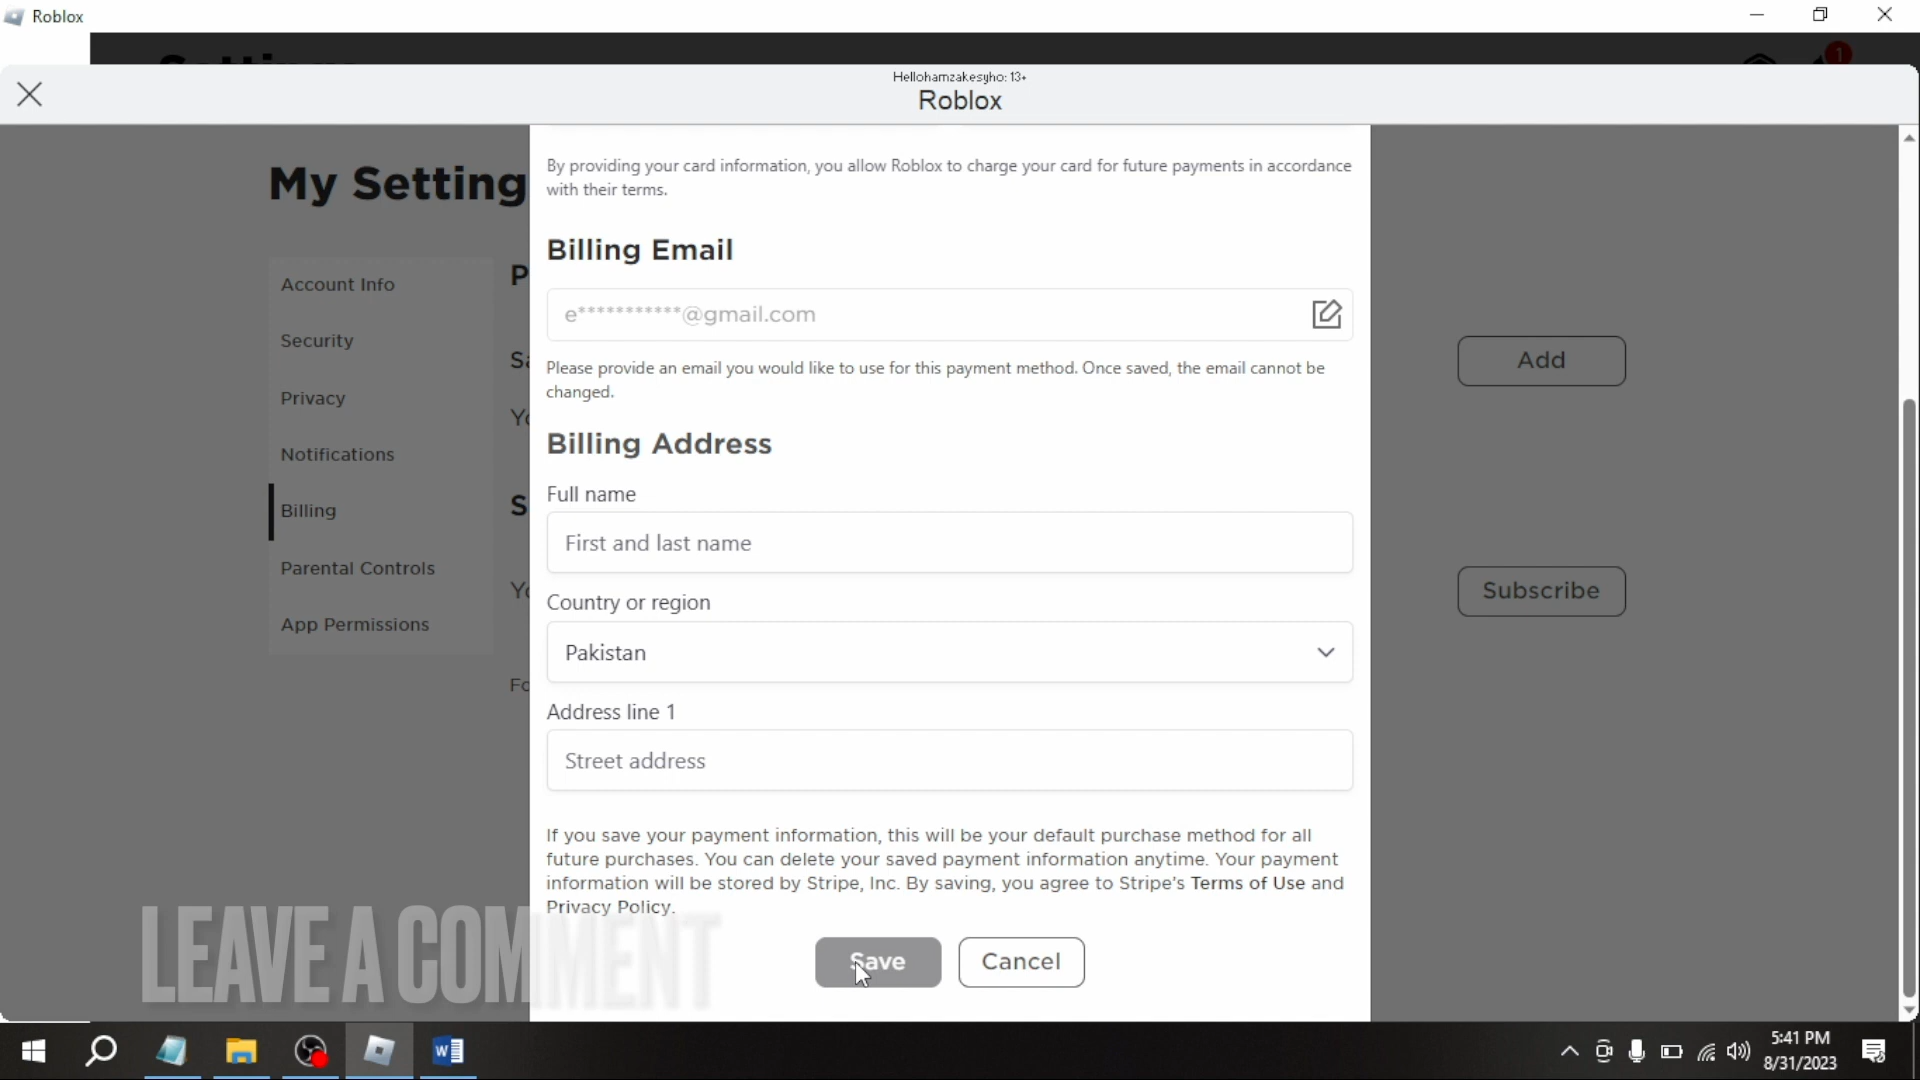 Roblox
Settings
1
Hellohamzakesyho: 13+
Roblox
My Setting
Account Info
Security
Privacy
Notifications
Billing
Parental Controls
App Permissions
P
Sa
Yo
S
Yo
Fo
By providing your card information, you allow Roblox to charge your card for future payments in accordance
with their terms.
Billing Email
e***********@gmail.com
Please provide an email you would like to use for this payment method. Once saved, the email cannot be
changed.
Billing Address
Full name
First and last name
Country or region
Pakistan
Address line 1
Street address
If you save your payment information, this will be your default purchase method for all
future purchases. You can delete your saved payment information anytime. Your payment
information will be stored by Stripe, Inc. By saving, you agree to Stripe's Terms of Use and
Privacy Policy.
Save
Cancel
Add
Subscribe
LEAVE A COMMENT
W
5:41 PM
8/31/2023